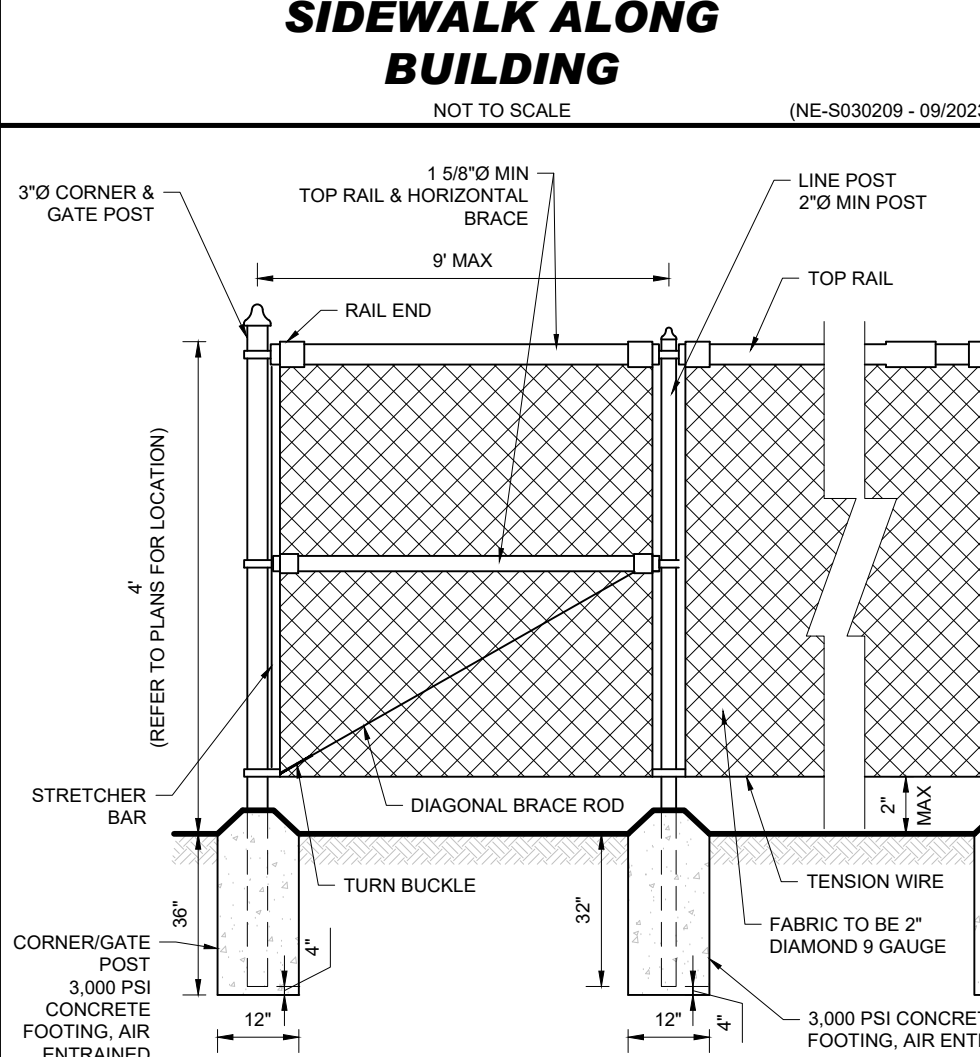 SIDEWALK ALONG
BUILDING
NOT TO SCALE
(NE-S030209 - 09/2023
3"Ø CORNER &
GATE POST
1 5/8"Ø MIN
TOP RAIL & HORIZONTAL
BRACE
LINE POST
2"Ø MIN POST
9' MAX
TOP RAIL
RAIL END
4'
(REFER TO PLANS FOR LOCATION)
STRETCHER
BAR
DIAGONAL BRACE ROD
2"
MAX
TURN BUCKLE
TENSION WIRE
36"
32"
FABRIC TO BE 2"
DIAMOND 9 GAUGE
CORNER/GATE
POST
3,000 PSI
CONCRETE
FOOTING, AIR
ENTRAINED
4"
12"
12"
4"
3,000 PSI CONCRET
FOOTING, AIR ENT